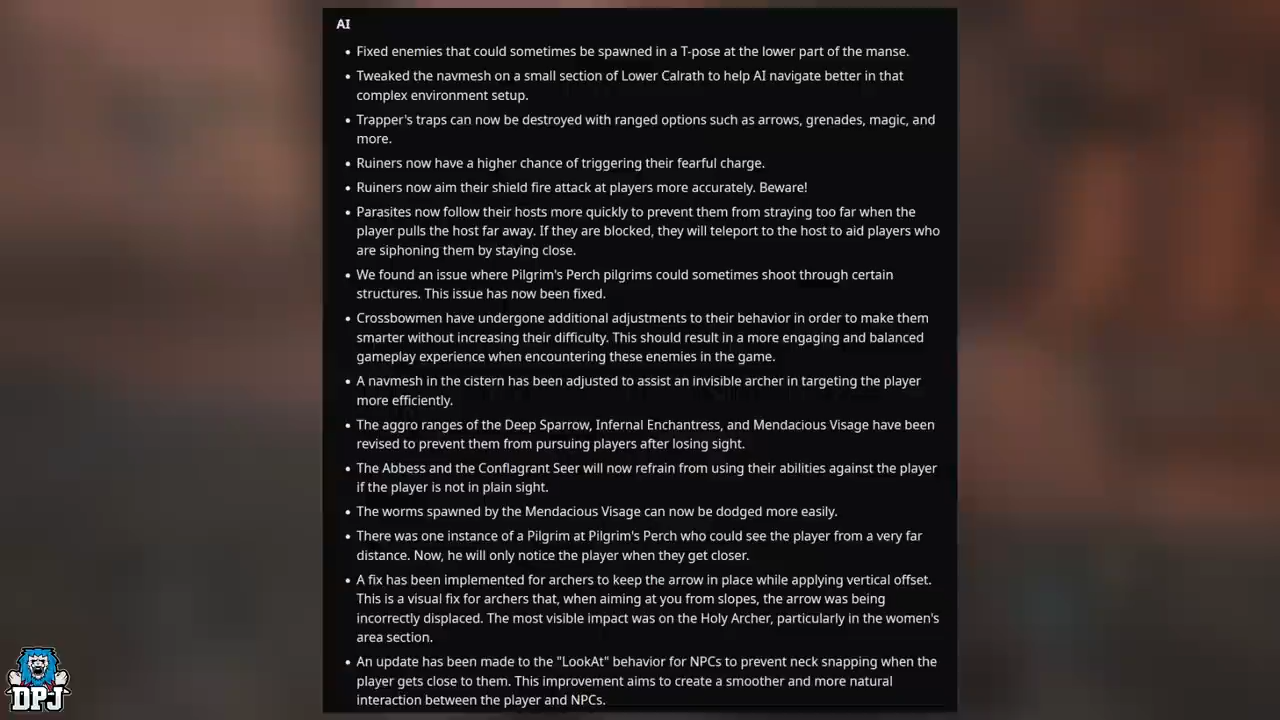 AI
• Fixed enemies that could sometimes be spawned in a T-pose at the lower part of the manse.
• Tweaked the navmesh on a small section of Lower Calrath to help AI navigate better in that
complex environment setup.
• Trapper's traps can now be destroyed with ranged options such as arrows, grenades, magic, and
more.
• Ruiners now have a higher chance of triggering their fearful charge.
• Ruiners now aim their shield fire attack at players more accurately. Beware!
• Parasites now follow their hosts more quickly to prevent them from straying too far when the
player pulls the host far away. If they are blocked, they will teleport to the host to aid players who
are siphoning them by staying close.
• We found an issue where Pilgrim's Perch pilgrims could sometimes shoot through certain
structures. This issue has now been fixed.
• Crossbowmen have undergone additional adjustments to their behavior in order to make them
smarter without increasing their difficulty. This should result in a more engaging and balanced
gameplay experience when encountering these enemies in the game.
• A navmesh in the cistern has been adjusted to assist an invisible archer in targeting the player
more efficiently.
• The aggro ranges of the Deep Sparrow, Infernal Enchantress, and Mendacious Visage have been
revised to prevent them from pursuing players after losing sight.
• The Abbess and the Conflagrant Seer will now refrain from using their abilities against the player
if the player is not in plain sight.
• The worms spawned by the Mendacious Visage can now be dodged more easily.
• There was one instance of a Pilgrim at Pilgrim's Perch who could see the player from a very far
distance. Now, he will only notice the player when they get closer.
• A fix has been implemented for archers to keep the arrow in place while applying vertical offset.
This is a visual fix for archers that, when aiming at you from slopes, the arrow was being
incorrectly displaced. The most visible impact was on the Holy Archer, particularly in the women's
area section.
• An update has been made to the "LookAt" behavior for NPCs to prevent neck snapping when the
player gets close to them. This improvement aims to create a smoother and more natural
interaction between the player and NPCs.
DPJ